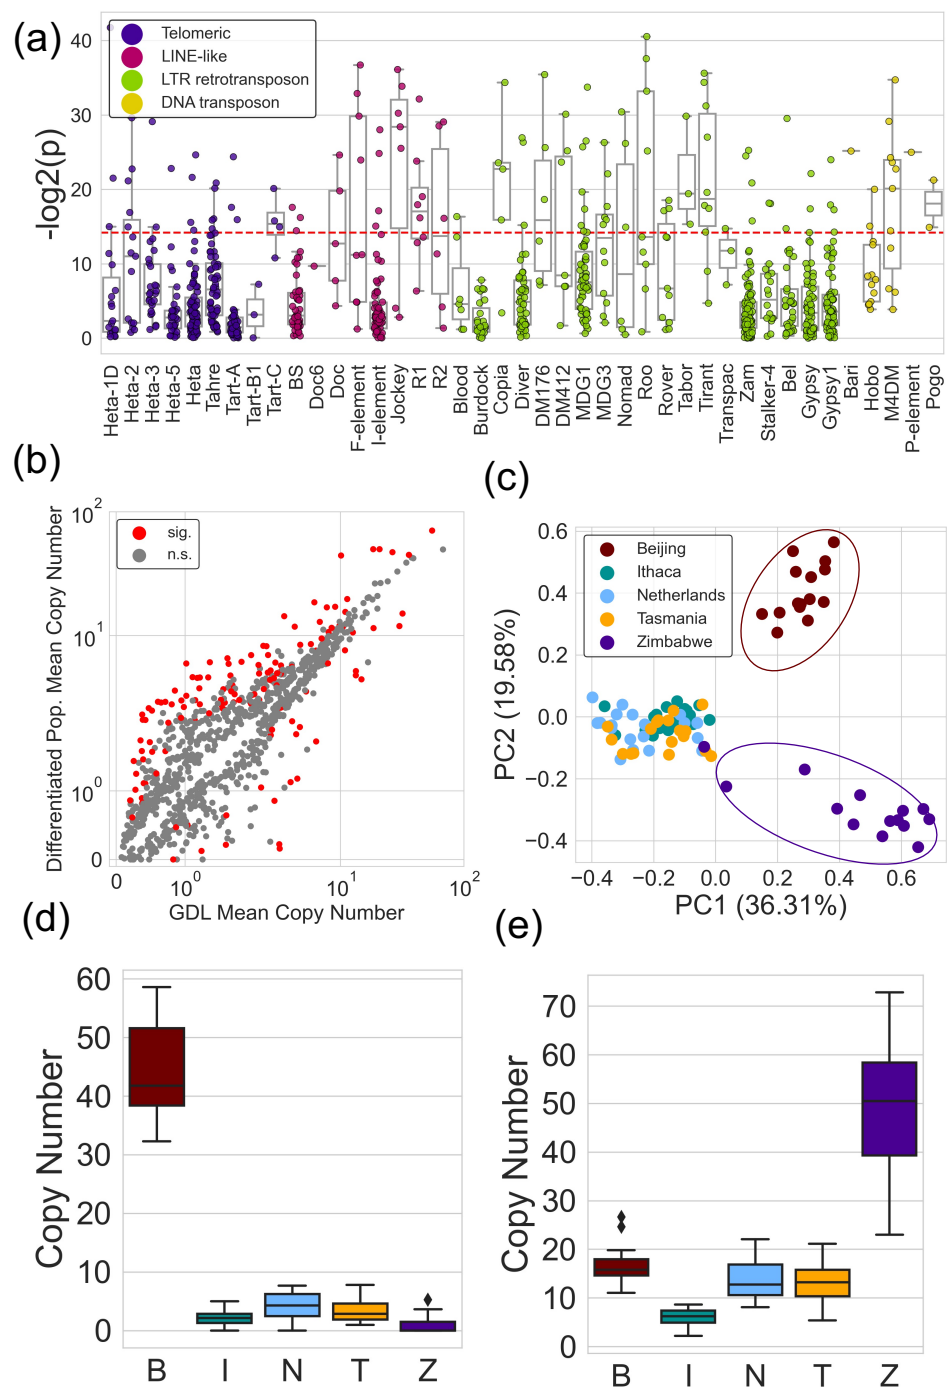 (a)
Telomeric
LINE-like
LTR retrotransposon
DNA transposon
-log2(p)
40
30
20
10
0
Heta-1D
Heta-2
Heta-3
Heta-5
Heta
Tahre
Tart-A
Tart-B1
Tart-C
BS
Doc6
Doc
F-element
I-element
Jockey
R1
R2
Blood
Burdock
Copia
Diver
DM176
DM412
MDG1
MDG3
Nomad
Roo
Rover
Tabor
Tirant
Transpac
Zam
Stalker-4
Bel
Gypsy
Gypsy1
Bari
Hobo
M4DM
P-element
Pogo
(b)
sig.
n.s.
Differentiated Pop. Mean Copy Number
10²
10¹
10⁰
0
0
10⁰
10¹
10²
GDL Mean Copy Number
(c)
Beijing
Ithaca
Netherlands
Tasmania
Zimbabwe
PC2 (19.58%)
0.6
0.4
0.2
0.0
−0.2
−0.4
−0.4
−0.2
0.0
0.2
0.4
0.6
PC1 (36.31%)
(d)
Copy Number
60
50
40
30
20
10
0
B
I
N
T
Z
(e)
Copy Number
70
60
50
40
30
20
10
0
B
I
N
T
Z